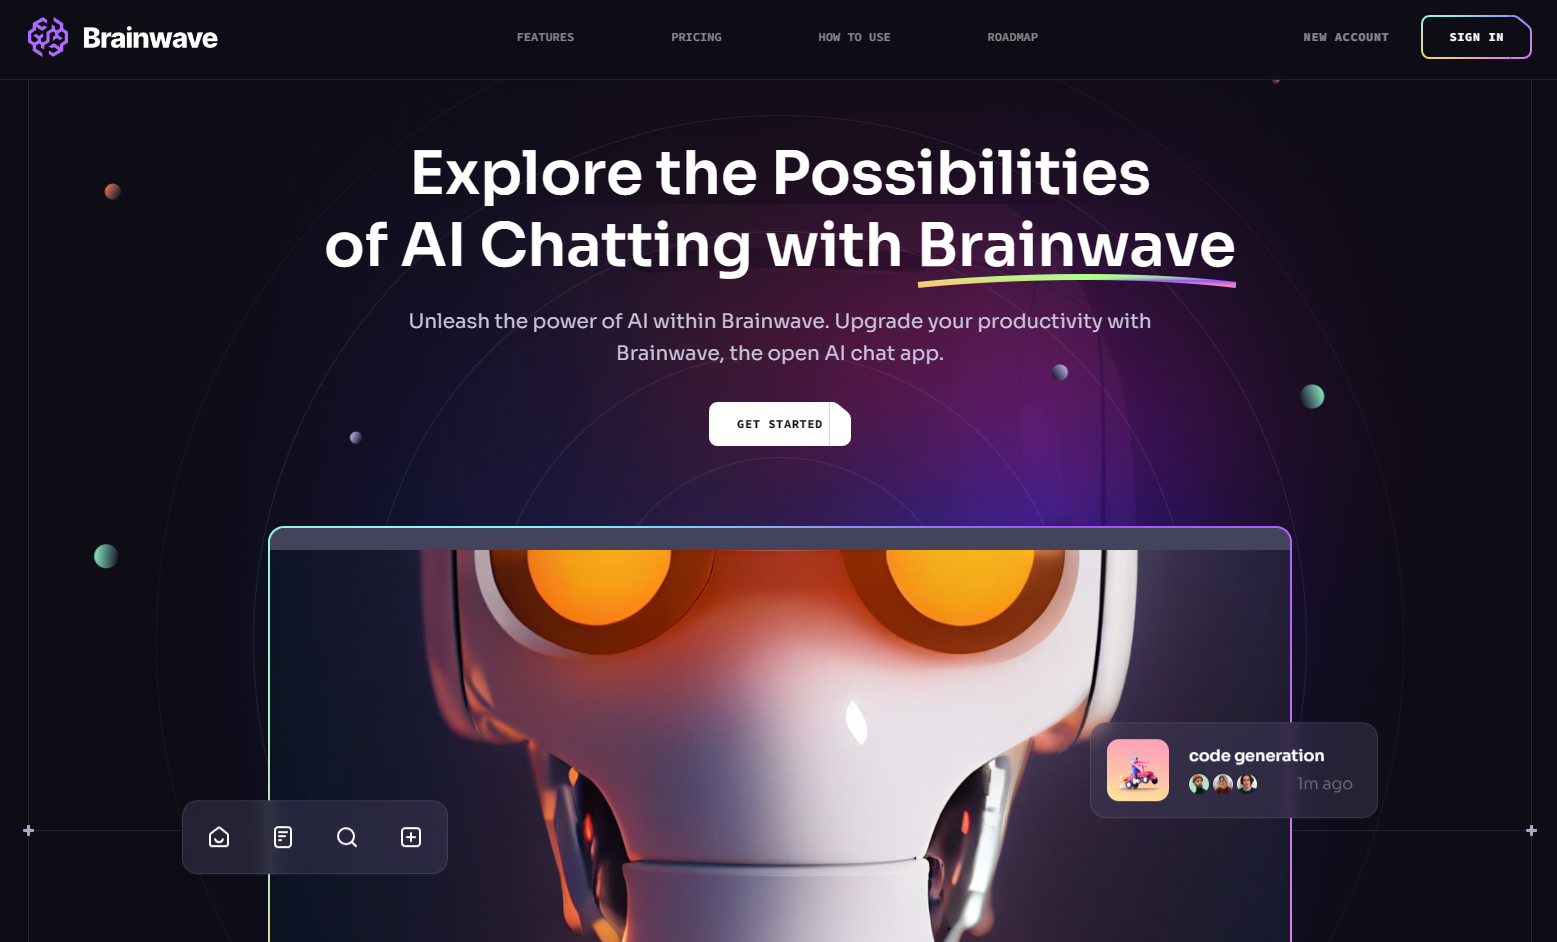 Brainwave
FEATURES
PRICING
HOW TO USE
ROADMAP
NEW ACCOUNT
SIGN IN
Explore the Possibilities
of AI Chatting with Brainwave
Unleash the power of AI within Brainwave. Upgrade your productivity with
Brainwave, the open AI chat app.
GET STARTED
code generation
1m ago